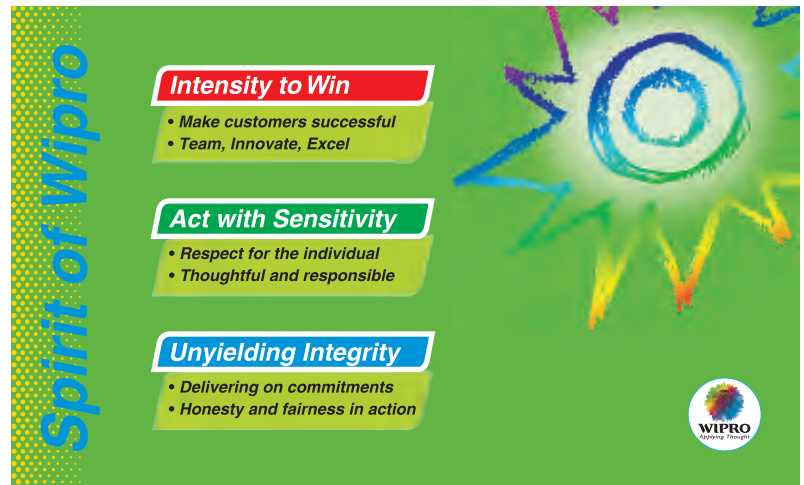 Spirit of Wipro
Intensity to Win
• Make customers successful
• Team, Innovate, Excel
Act with Sensitivity
• Respect for the individual
• Thoughtful and responsible
Unyielding Integrity
• Delivering on commitments
• Honesty and fairness in action
WIPRO
Applying Thought